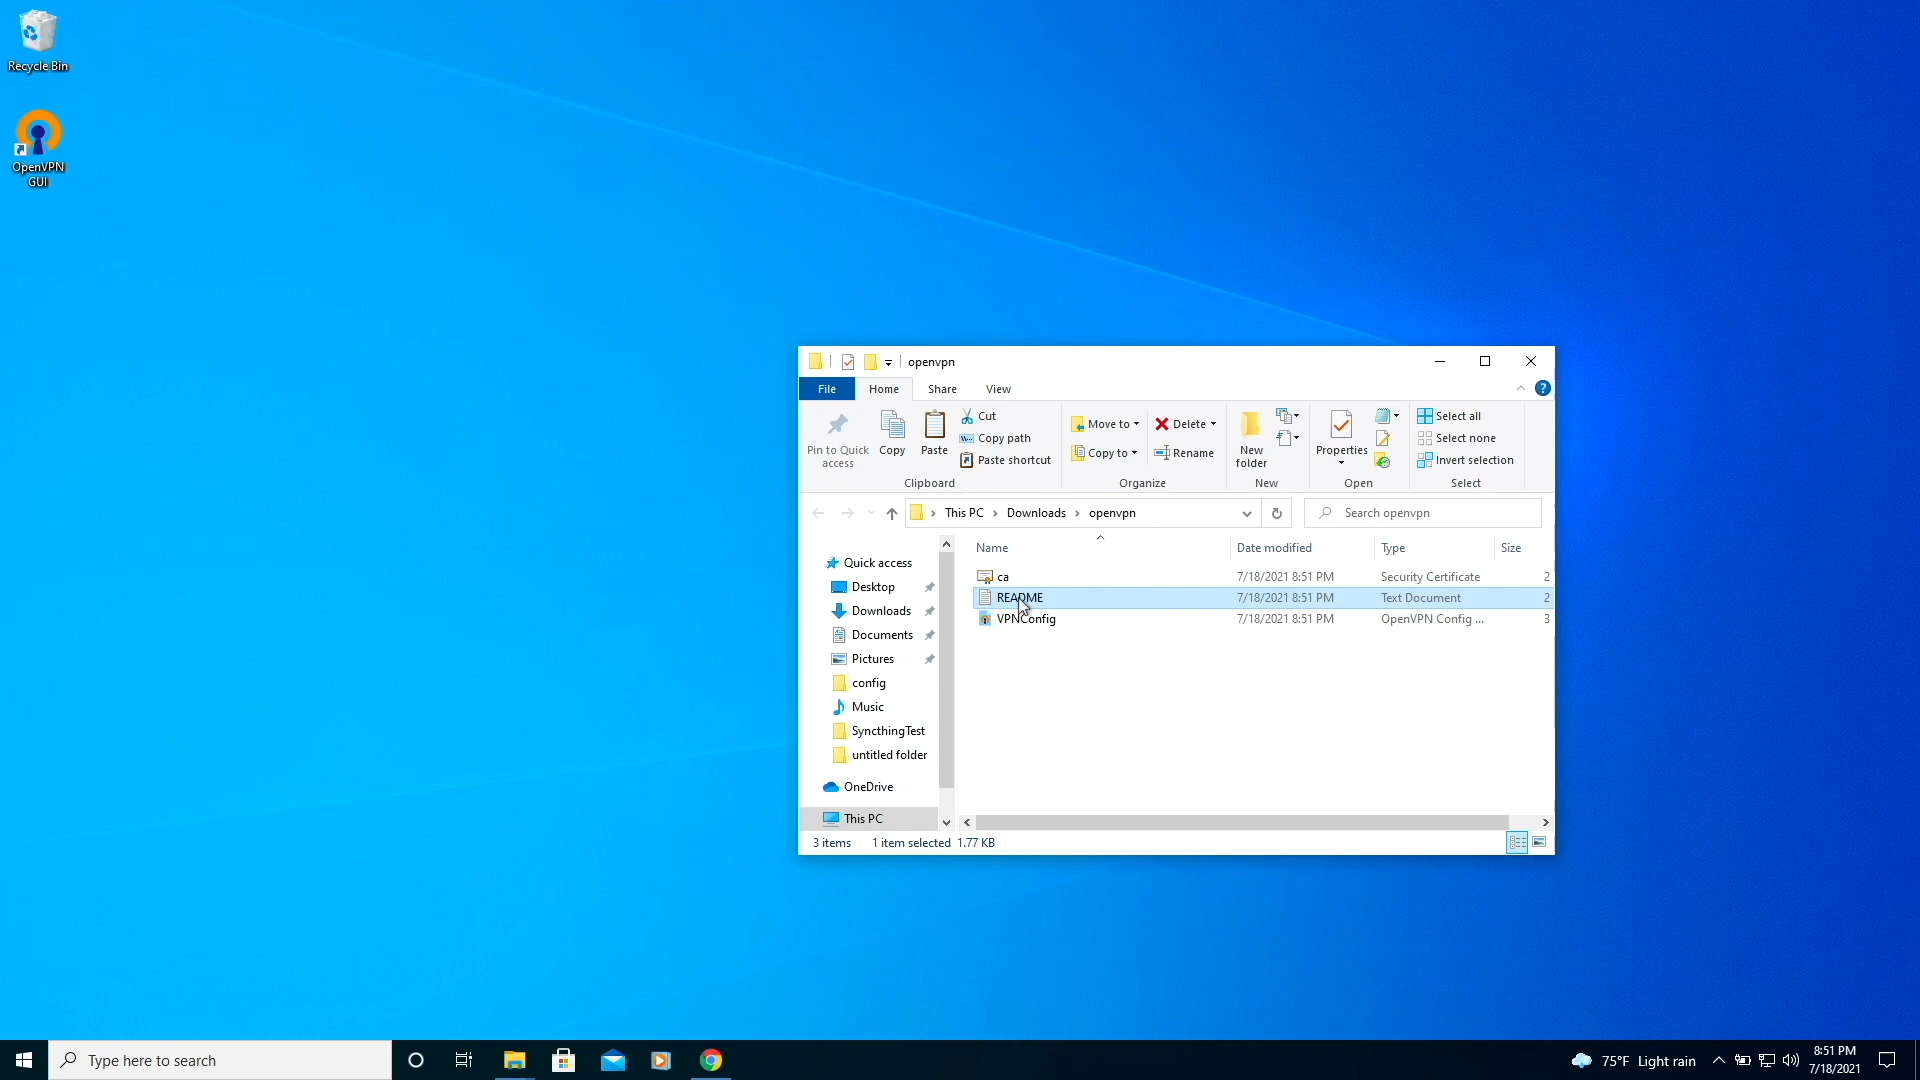 Recycle Bin
OpenVPN
GUI
openvpn
File Home Share View
Pin to Quick
access
Copy
Paste
Cut
Copy path
Paste shortcut
Clipboard
Move to
Copy to
Delete
Rename
Organize
New
folder
New
Properties
Open
Select all
Select none
Invert selection
Select
This PC > Downloads > openvpn
Search openvpn
Name Date modified Type Size
ca 7/18/2021 8:51 PM Security Certificate 2
README 7/18/2021 8:51 PM Text Document 2
VPNConfig 7/18/2021 8:51 PM OpenVPN Config ... 3
Quick access
Desktop
Downloads
Documents
Pictures
config
Music
SyncthingTest
untitled folder
OneDrive
This PC
3 items 1 item selected 1.77 KB
Type here to search
75°F Light rain
8:51 PM
7/18/2021